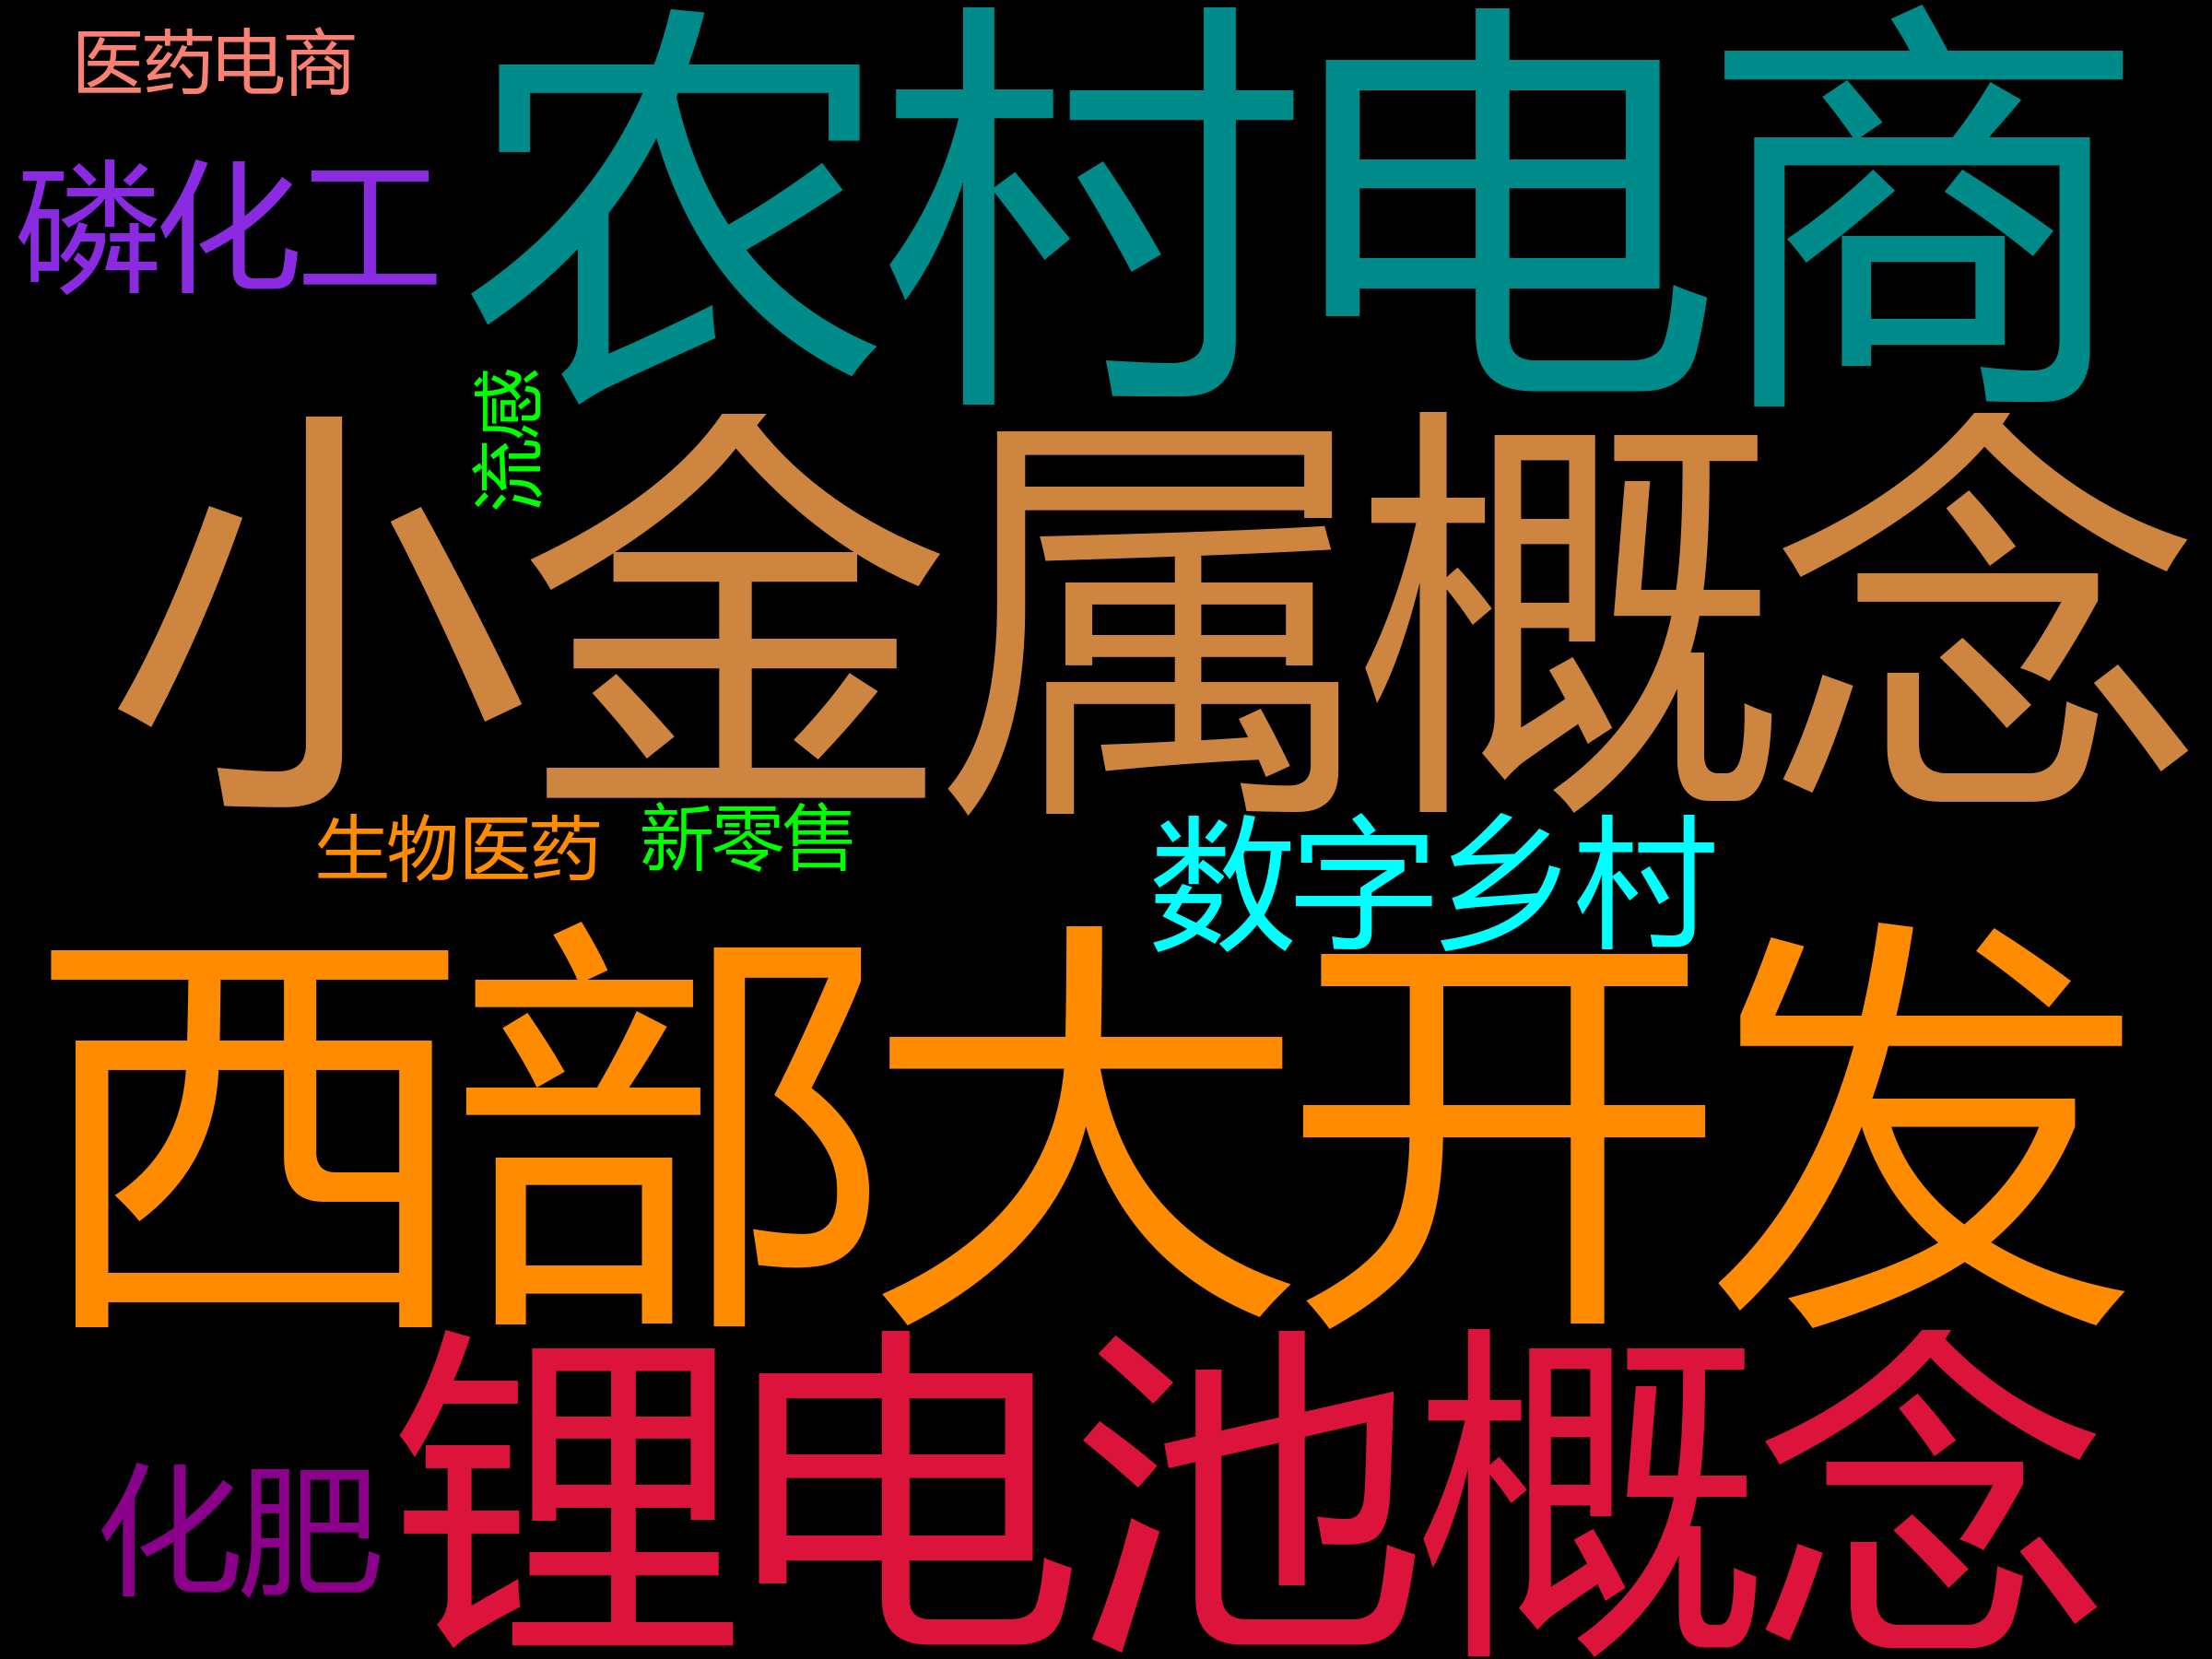 医药电商
农村电商
磷化工
流感
小金属概念
生物医药
新零售
数字乡村
西部大开发
锂电池概念
化肥